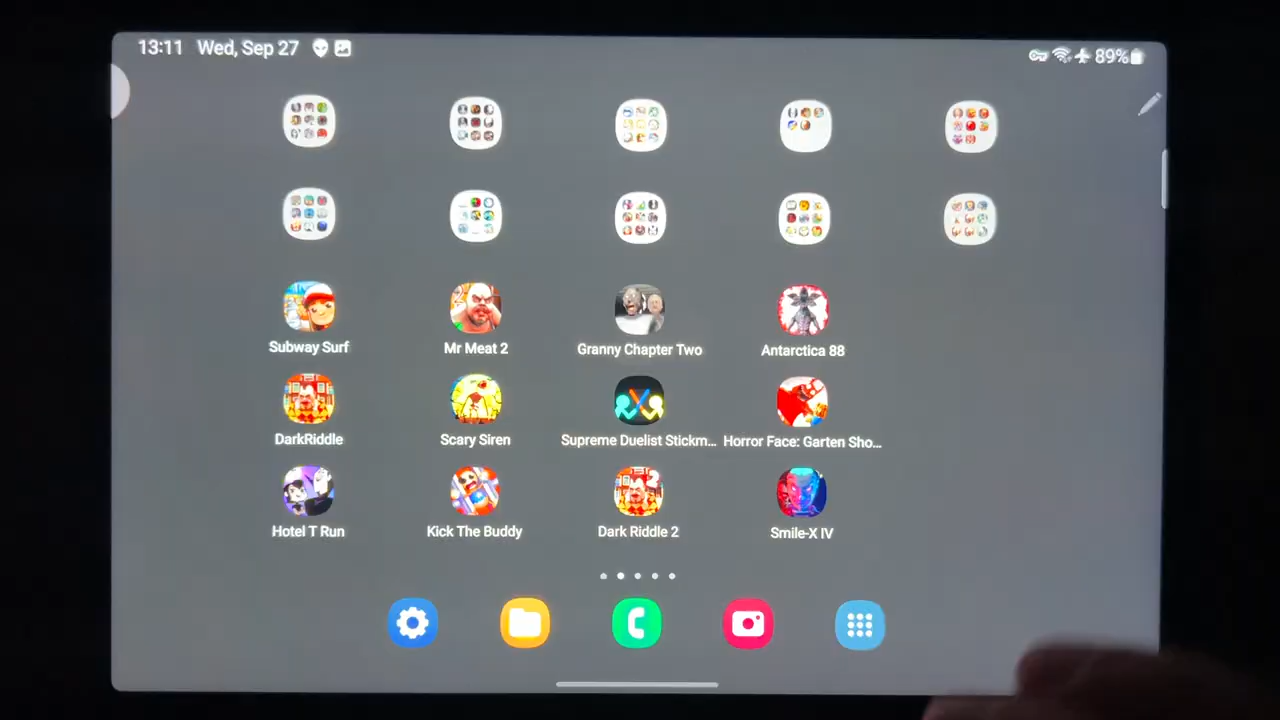 13:11 Wed, Sep 27
89%
Subway Surf
Mr Meat 2
Granny Chapter Two
Antarctica 88
DarkRiddle
Scary Siren
Supreme Duelist Stickm...
Horror Face: Garten Sho...
Hotel T Run
Kick The Buddy
Dark Riddle 2
Smile-X IV